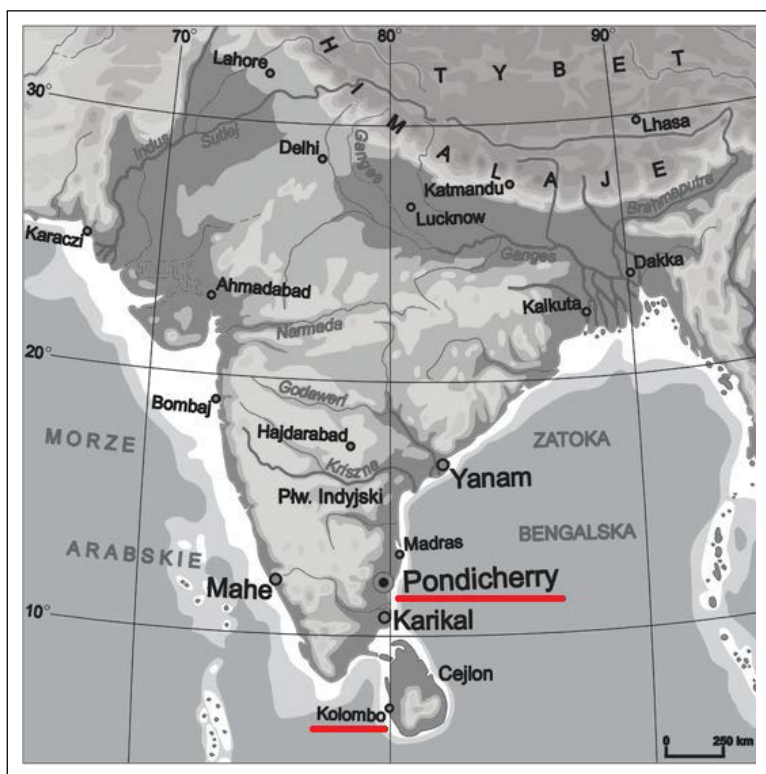 70°
80°
90°
30°
20°
10°
Lahore
H I M A L A J E
T Y B E T
Lhasa
Indus
Sutlej
Delhi
Ganges
Katmandu
Lucknow
Brahmaputra
Karaczi
Ganges
Dakka
Ahmadabad
Kalkuta
Narmada
Bombaj
Godaweri
Hajdarabad
Kriszna
MORZE
ARABSKIE
ZATOKA
BENGALSKA
Yanam
Płw. Indyjski
Madras
Mahe
Pondicherry
Karikal
Cejlon
Kolombo
0 250 km